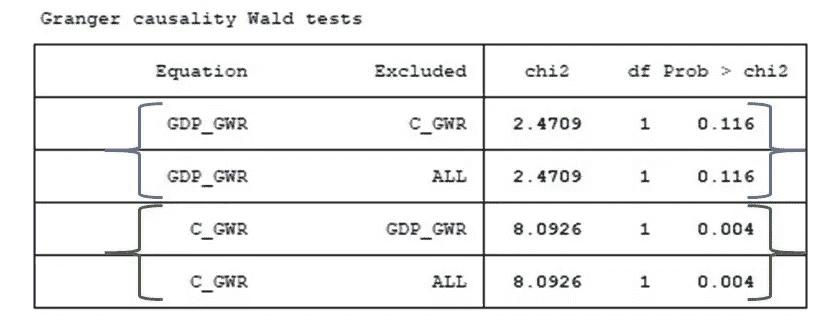 Granger causality Wald tests
Equation Excluded chi2 df Prob > chi2
GDP_GWR C_GWR 2.4709 1 0.116
GDP_GWR ALL 2.4709 1 0.116
C_GWR GDP_GWR 8.0926 1 0.004
C_GWR ALL 8.0926 1 0.004